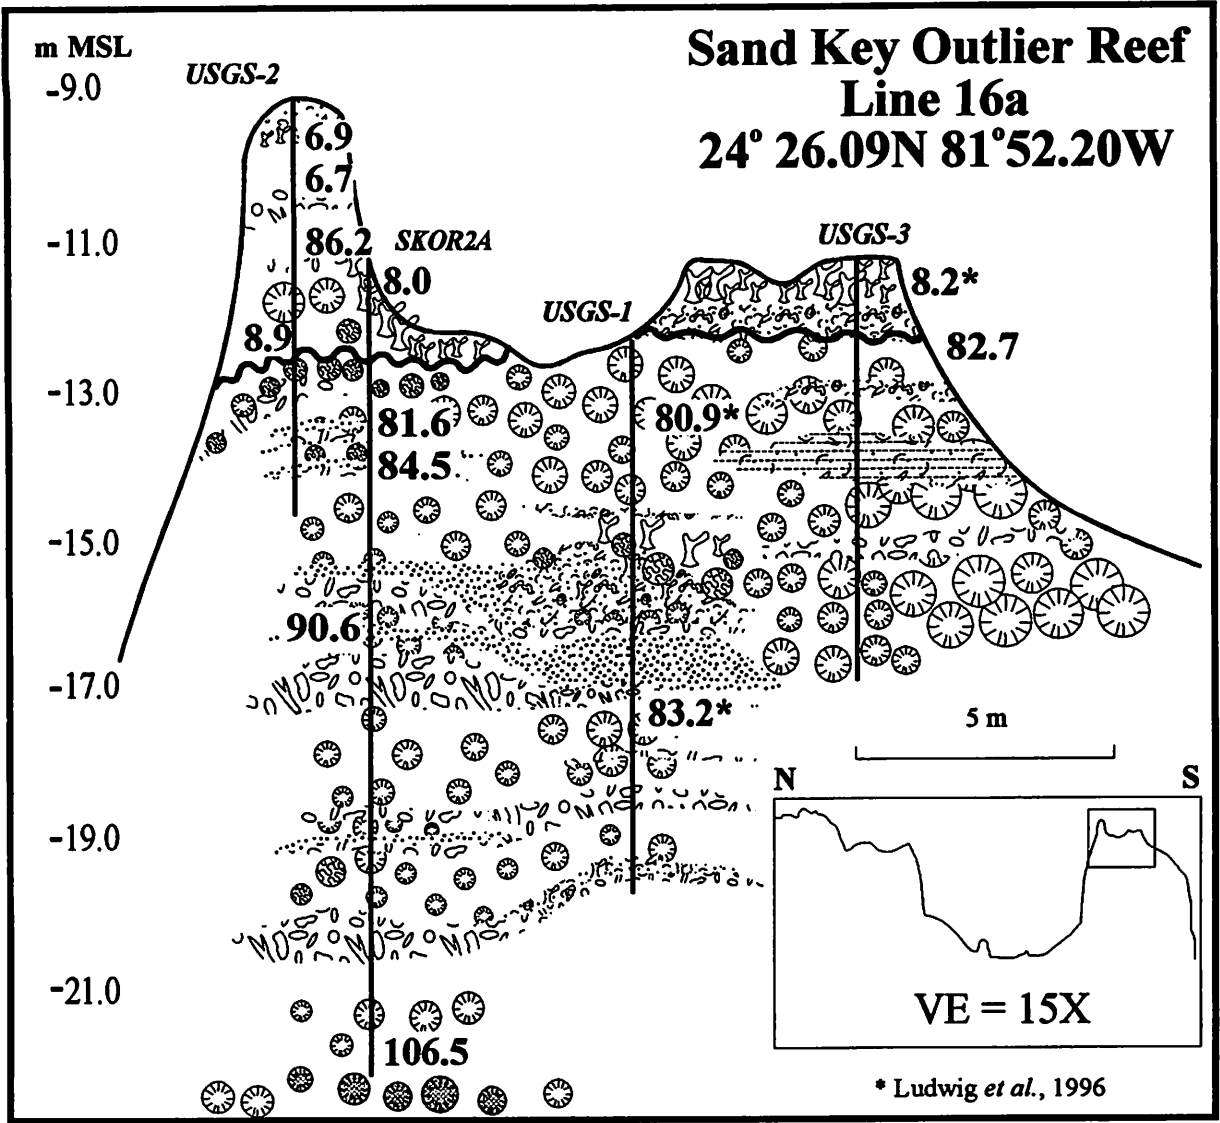 Sand Key Outlier Reef
Line 16a
24° 26.09N 81°52.20W
m MSL
-9.0
-11.0
-13.0
-15.0
-17.0
-19.0
-21.0
USGS-2
6.9
6.7
86.2
8.9
SKOR2A
8.0
81.6
84.5
90.6
106.5
USGS-1
80.9*
83.2*
USGS-3
8.2*
82.7
5 m
N
S
VE = 15X
* Ludwig et al., 1996